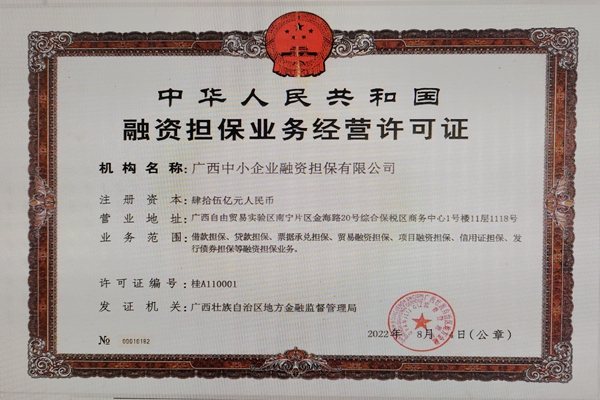 中华人民共和国
融资担保业务经营许可证
机构名称：广西中小企业融资担保有限公司
注册资本：肆拾伍亿元人民币
营业地址：广西自由贸易实验区南宁片区金海路20号综合保税区商务中心1号楼11层1118号
业务范围：借款担保、贷款担保、票据承兑担保、贸易融资担保、项目融资担保、信用证担保、发
行债券担保等融资担保业务。
许可证编号：桂A110001
发证机关：广西壮族自治区地方金融监督管理局
2022年 8月 4日（公章）
№ 00010182